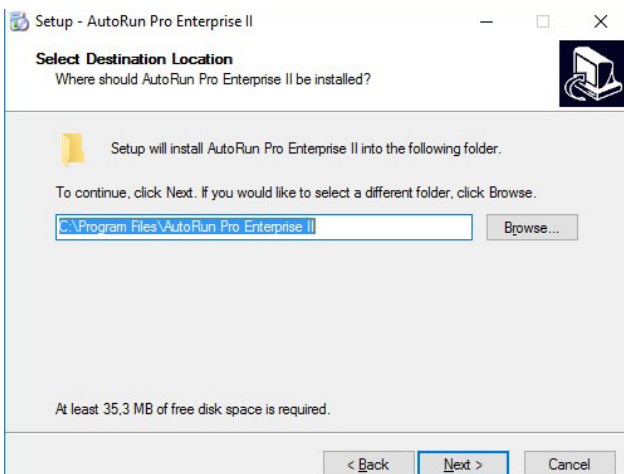 Setup - AutoRun Pro Enterprise II
Select Destination Location
Where should AutoRun Pro Enterprise II be installed?
Setup will install AutoRun Pro Enterprise II into the following folder.
To continue, click Next. If you would like to select a different folder, click Browse.
C:\Program Files\AutoRun Pro Enterprise II
Browse...
At least 35,3 MB of free disk space is required.
< Back
Next >
Cancel